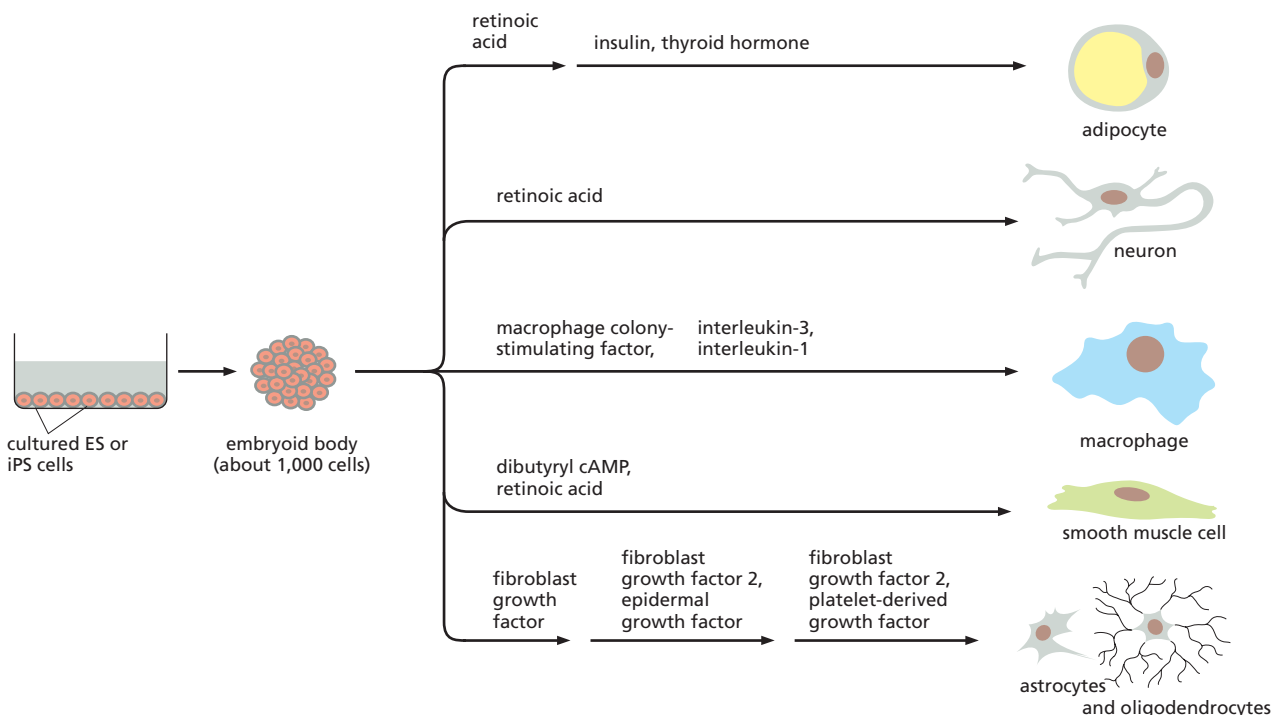 retinoic
acid
insulin, thyroid hormone
adipocyte
retinoic acid
neuron
macrophage colony-
stimulating factor,
interleukin-3,
interleukin-1
macrophage
cultured ES or
iPS cells
embryoid body
(about 1,000 cells)
dibutyryl cAMP,
retinoic acid
smooth muscle cell
fibroblast
growth
factor
fibroblast
growth factor 2,
epidermal
growth factor
fibroblast
growth factor 2,
platelet-derived
growth factor
astrocytes
and oligodendrocytes